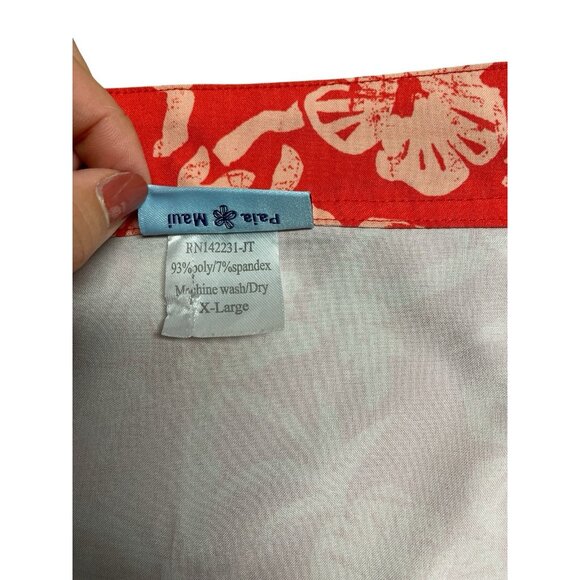 Paia Maui
RN142231-JT
93%poly/7%spandex
Machine wash/Dry
X-Large